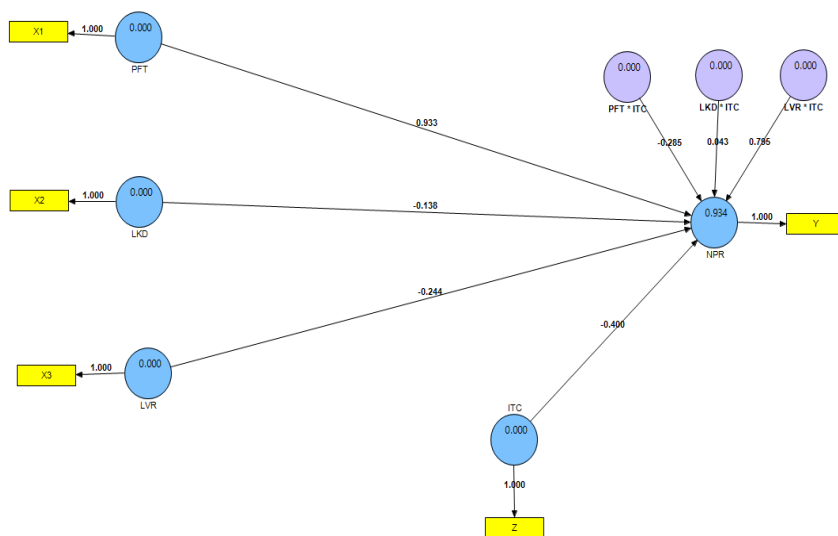 X1
1.000
0.000
PFT
0.933
0.000
PFT * ITC
-0.285
0.000
LKD * ITC
0.043
0.000
LVR * ITC
0.795
X2
1.000
0.000
LKD
-0.138
0.934
NPR
1.000
Y
-0.244
X3
1.000
0.000
LVR
-0.400
ITC
0.000
1.000
Z